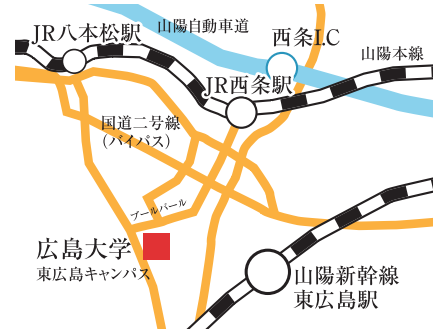 山陽自動車道
JR八本松駅
西条I.C
山陽本線
JR西条駅
国道二号線
(バイパス)
ブールバール
広島大学
東広島キャンパス
山陽新幹線
東広島駅